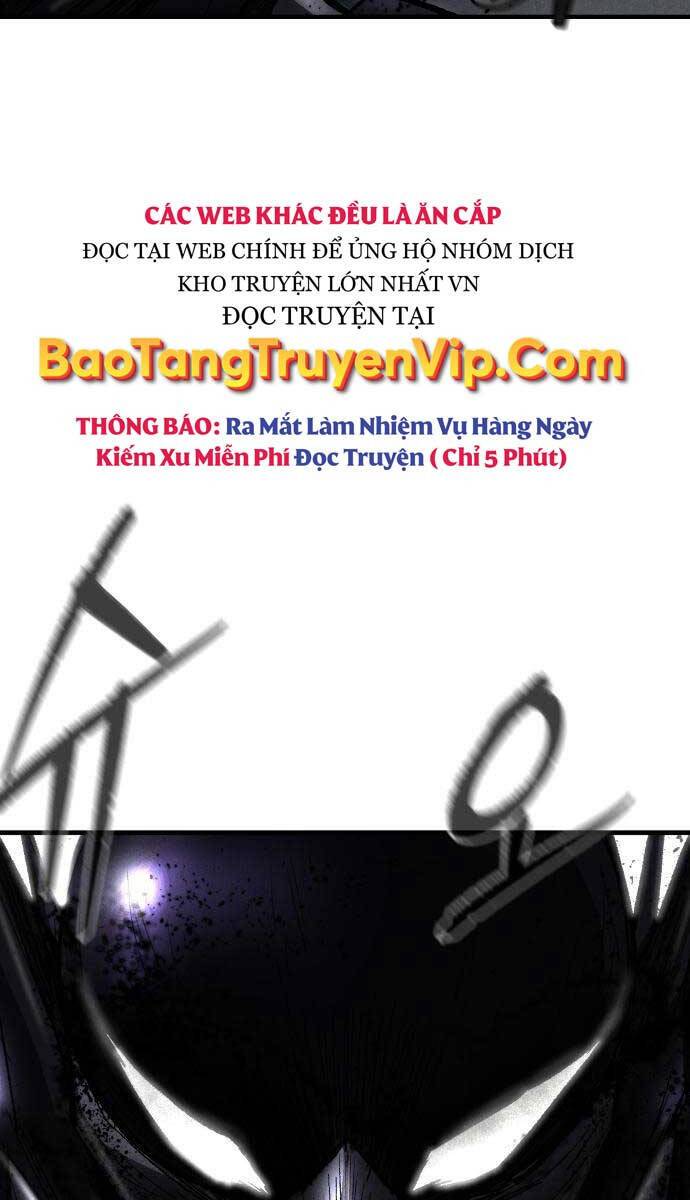 CÁC WEB KHÁC ĐỀU LÀ ĂN CẮP
ĐỌC TẠI WEB CHÍNH ĐỂ ỦNG HỘ NHÓM DỊCH
KHO TRUYỆN LỚN NHẤT VN
ĐỌC TRUYỆN TẠI
BaoTangTruyenVip.Com
THÔNG BÁO: Ra Mắt Làm Nhiệm Vụ Hàng Ngày
Kiếm Xu Miễn Phí Đọc Truyện ( Chỉ 5 Phút)